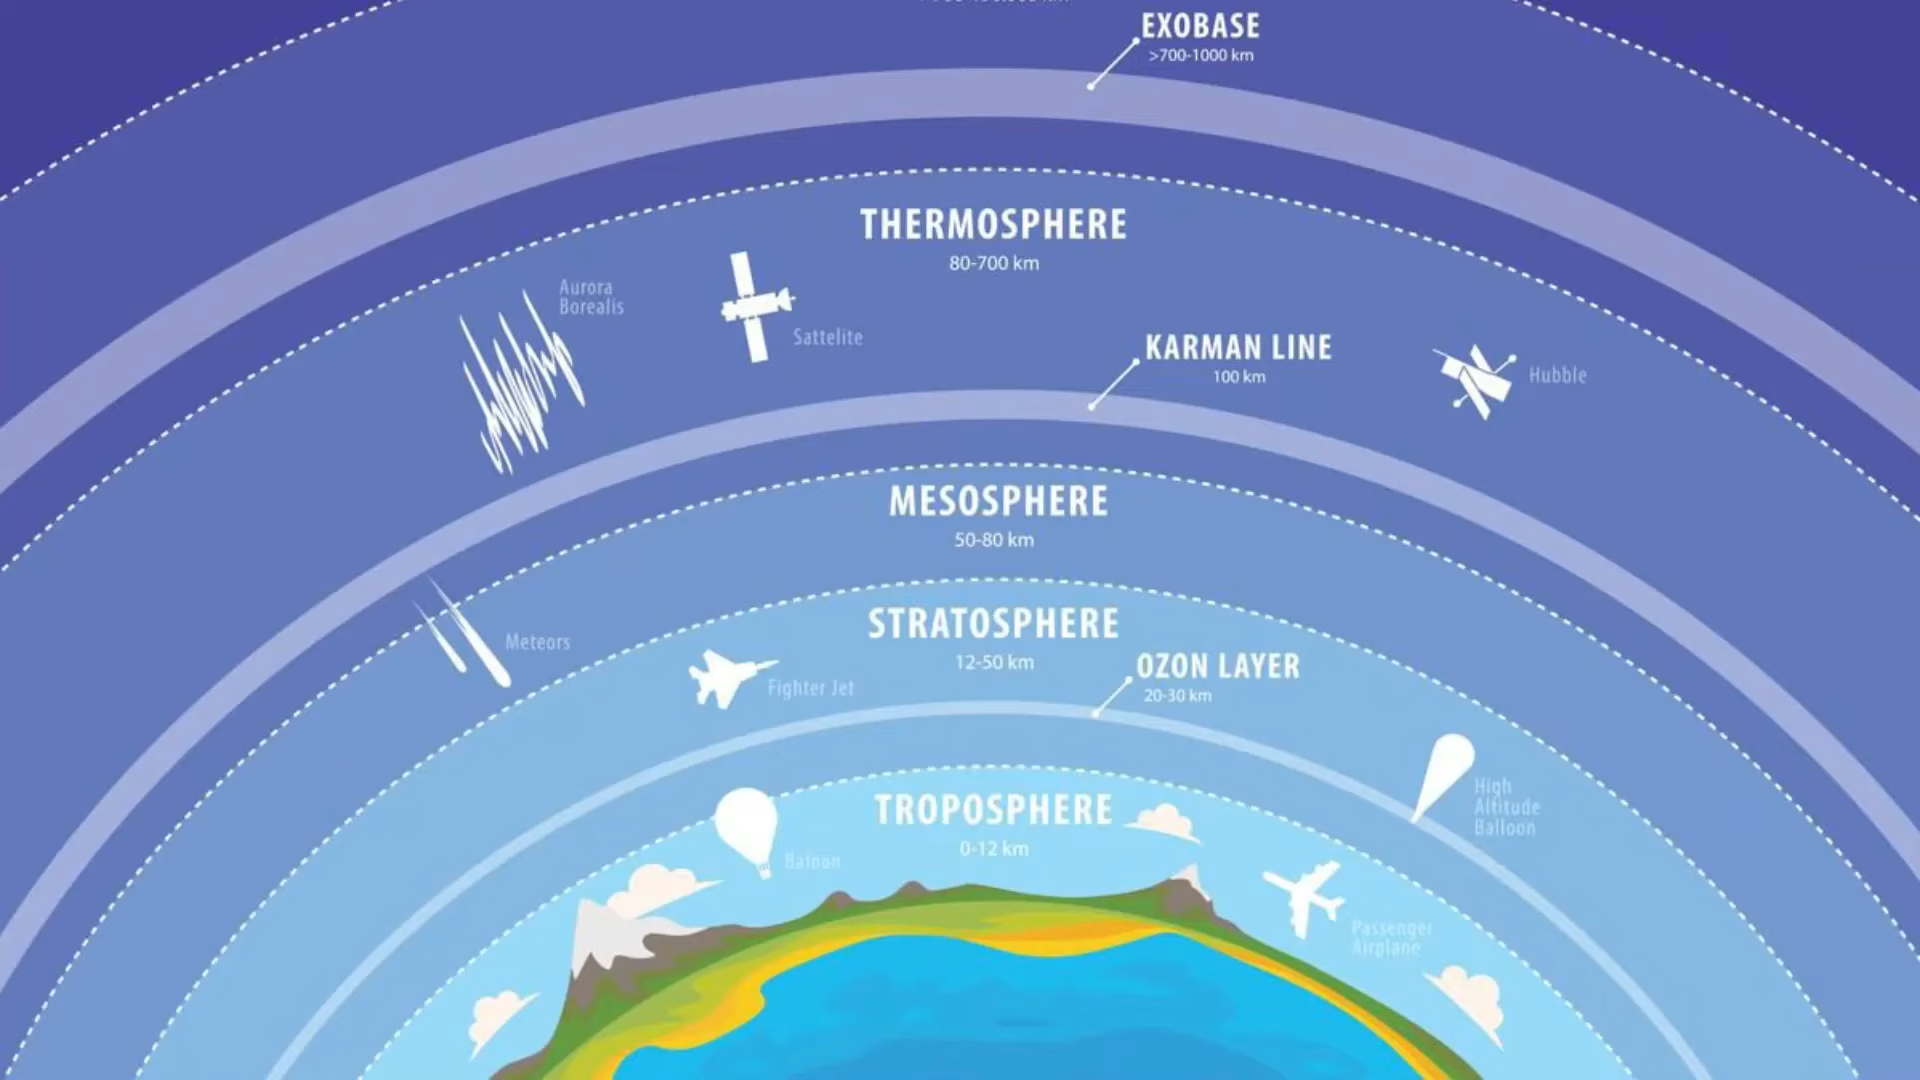 EXOBASE
>700-1000 km
THERMOSPHERE
80-700 km
Aurora
Borealis
Sattelite
KARMAN LINE
100 km
Hubble
MESOSPHERE
50-80 km
Meteors
STRATOSPHERE
12-50 km
OZON LAYER
20-30 km
Fighter Jet
High
Altitude
Balloon
TROPOSPHERE
0-12 km
Baloon
Passenger
Airplane